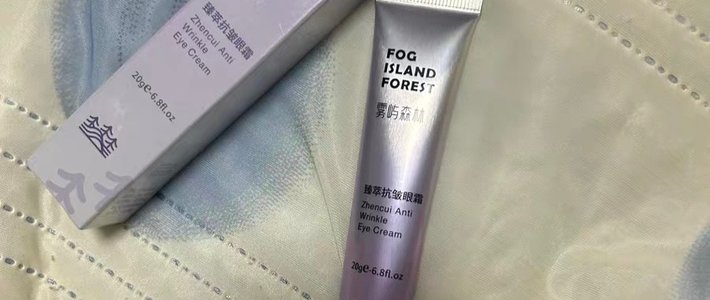 臻萃抗皱眼霜
Zhencui Anti
Wrinkle
Eye Cream
20g℮-6.8fl.oz
FOG
ISLAND
FOREST
雾屿森林
臻萃抗皱眼霜
Zhencui Anti
Wrinkle
Eye Cream
20g℮-6.8fl.oz